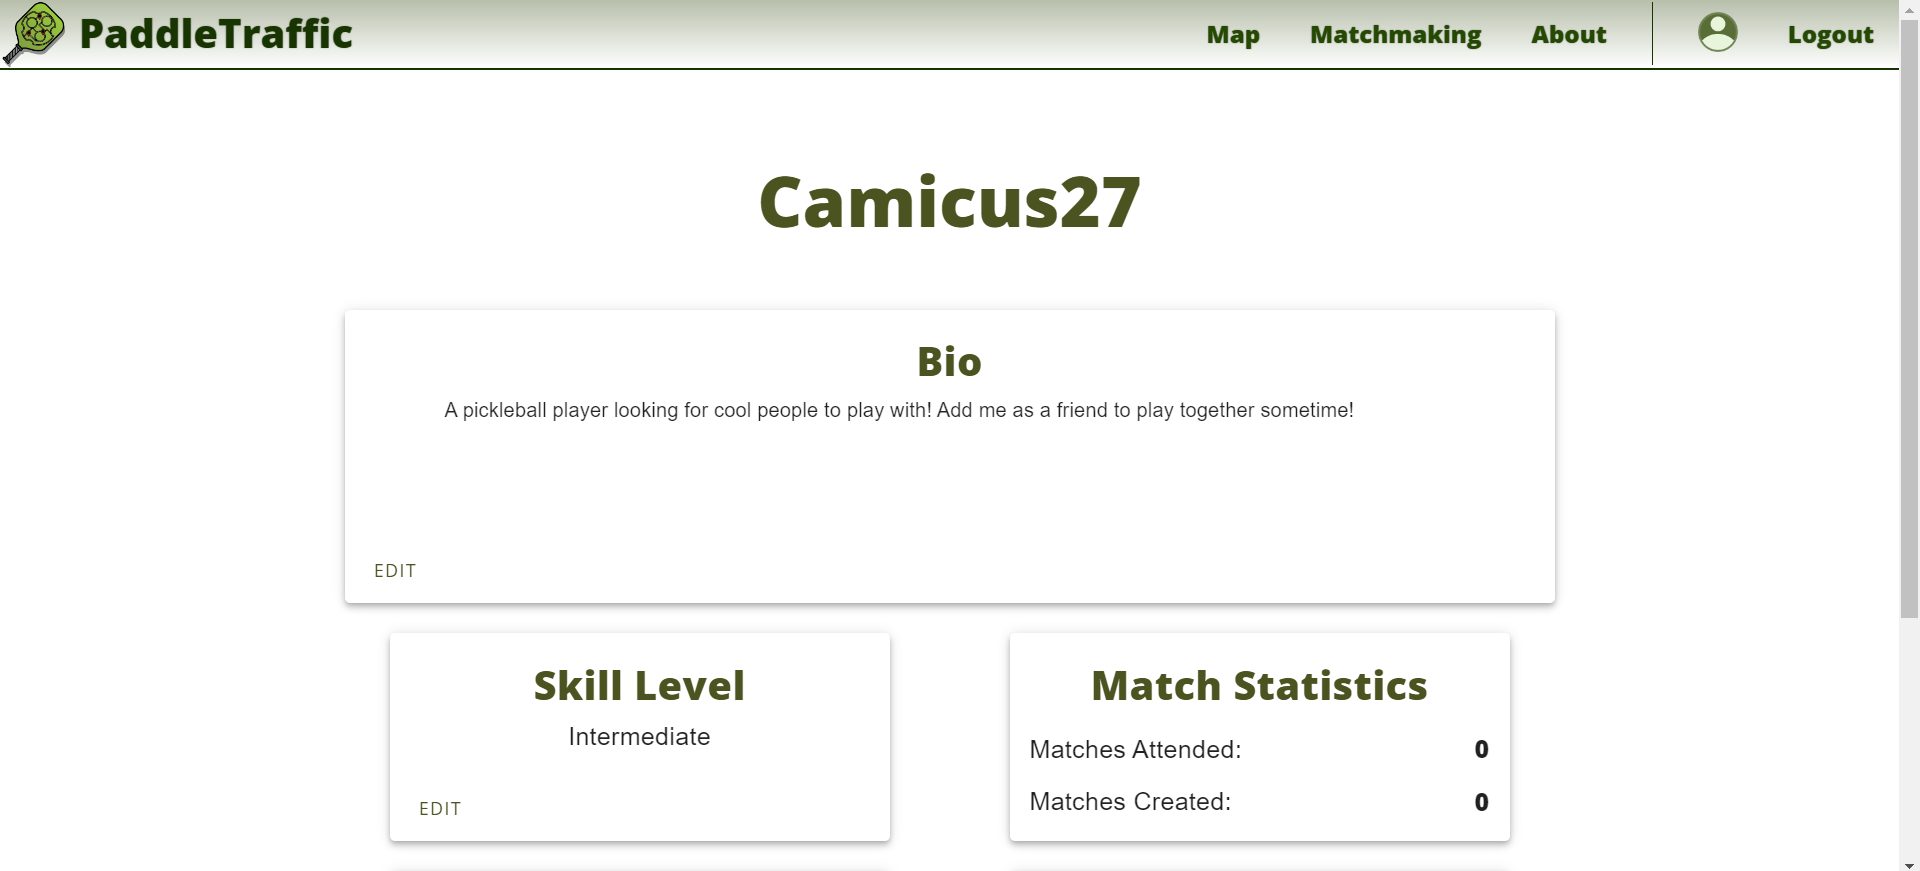 PaddleTraffic
Map
Matchmaking
About
Logout
Camicus27
Bio
A pickleball player looking for cool people to play with! Add me as a friend to play together sometime!
EDIT
Skill Level
Intermediate
EDIT
Match Statistics
Matches Attended: 0
Matches Created: 0